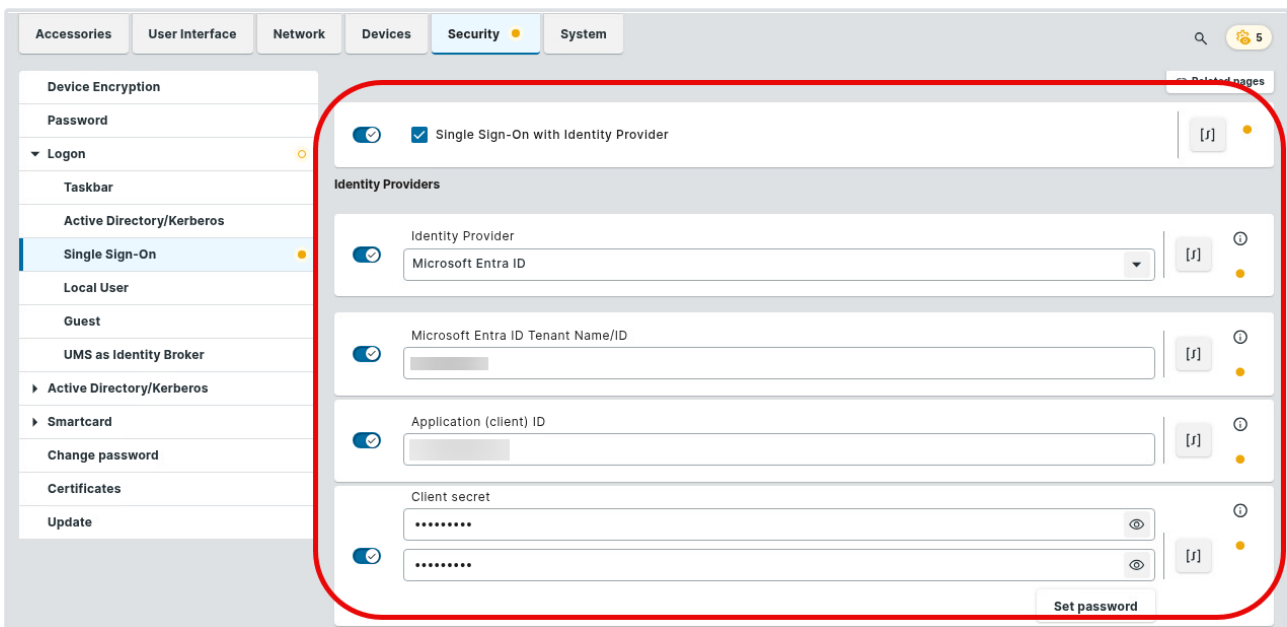 Accessories User Interface Network Devices Security System 5
Related pages
Device Encryption
Password
Logon
Taskbar
Active Directory/Kerberos
Single Sign-On
Local User
Guest
UMS as Identity Broker
Active Directory/Kerberos
Smartcard
Change password
Certificates
Update
Single Sign-On with Identity Provider
Identity Providers
Identity Provider
Microsoft Entra ID
Microsoft Entra ID Tenant Name/ID
Application (client) ID
Client secret
•••••••••
•••••••••
Set password